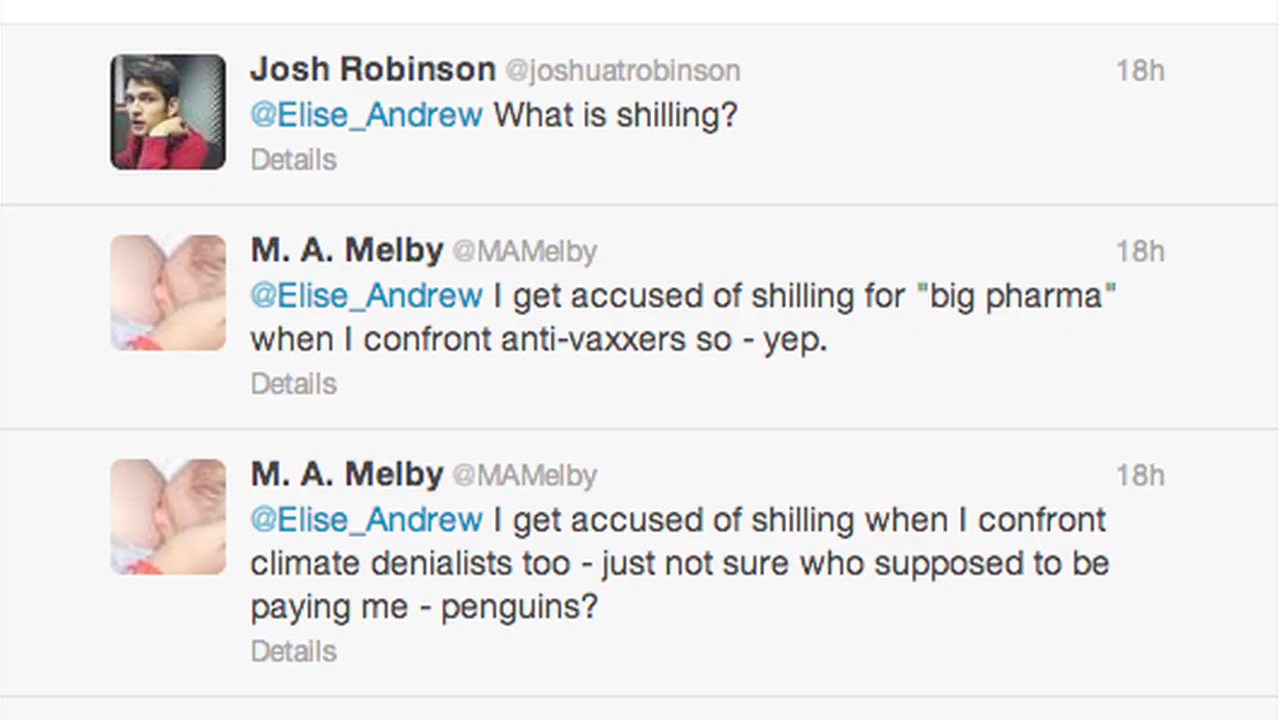 Josh Robinson @joshuatrobinson 18h
@Elise_Andrew What is shilling?
Details
M. A. Melby @MAMelby 18h
@Elise_Andrew I get accused of shilling for "big pharma"
when I confront anti-vaxxers so - yep.
Details
M. A. Melby @MAMelby 18h
@Elise_Andrew I get accused of shilling when I confront
climate denialists too - just not sure who supposed to be
paying me - penguins?
Details